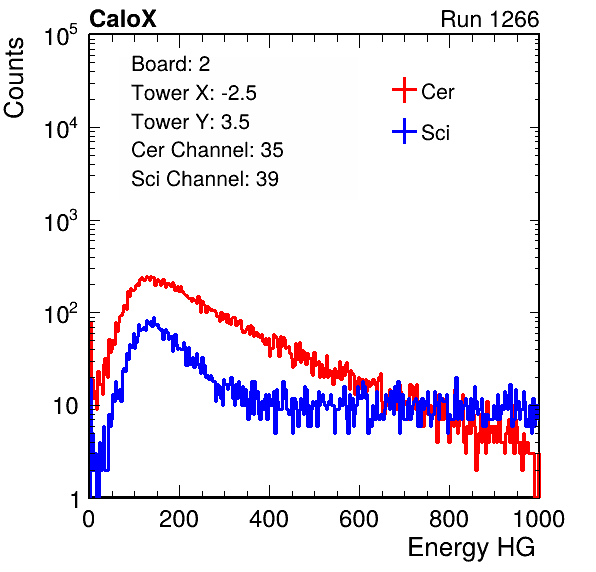 CaloX Run 1266
Counts
10^5
10^4
10^3
10^2
10
1
Board: 2
Tower X: -2.5
Tower Y: 3.5
Cer Channel: 35
Sci Channel: 39
Cer
Sci
0 200 400 600 800 1000
Energy HG